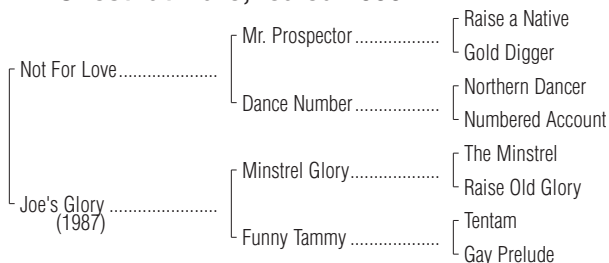 Not For Love
Joe's Glory
(1987)
Mr. Prospector
Dance Number
Minstrel Glory
Funny Tammy
Raise a Native
Gold Digger
Northern Dancer
Numbered Account
The Minstrel
Raise Old Glory
Tentam
Gay Prelude